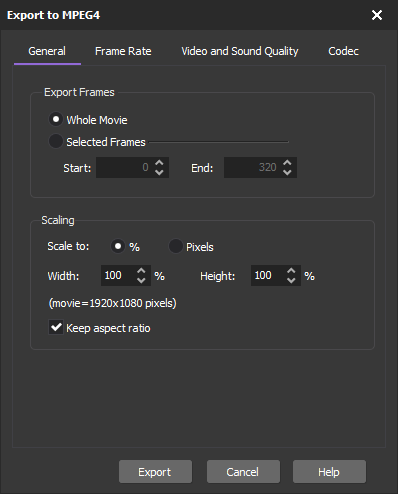 Export to MPEG4
General Frame Rate Video and Sound Quality Codec
Export Frames
Whole Movie
Selected Frames
Start: 0 End: 320
Scaling
Scale to: % Pixels
Width: 100 % Height: 100 %
(movie=1920x1080 pixels)
Keep aspect ratio
Export Cancel Help